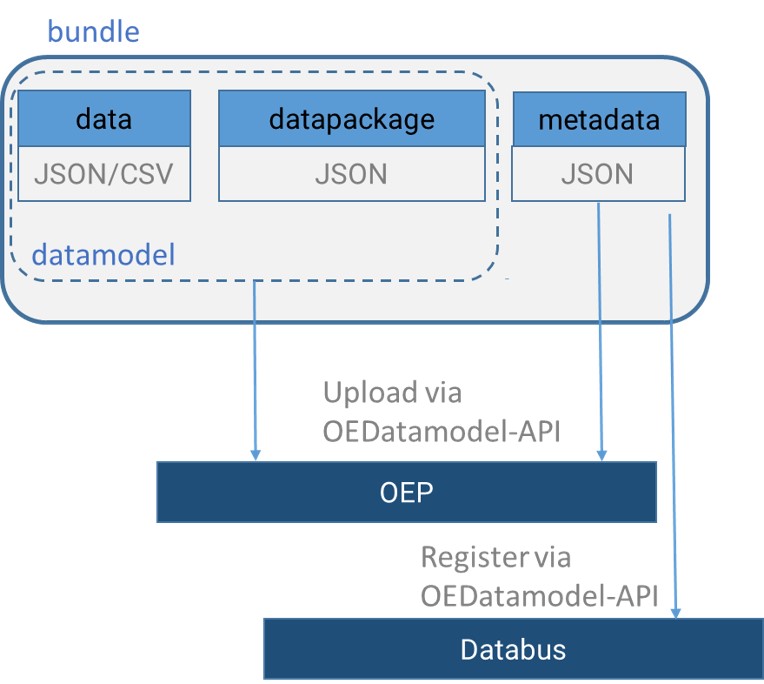 bundle
data
datapackage
metadata
JSON/CSV
JSON
JSON
datamodel
Upload via
OEDatamodel-API
OEP
Register via
OEDatamodel-API
Databus